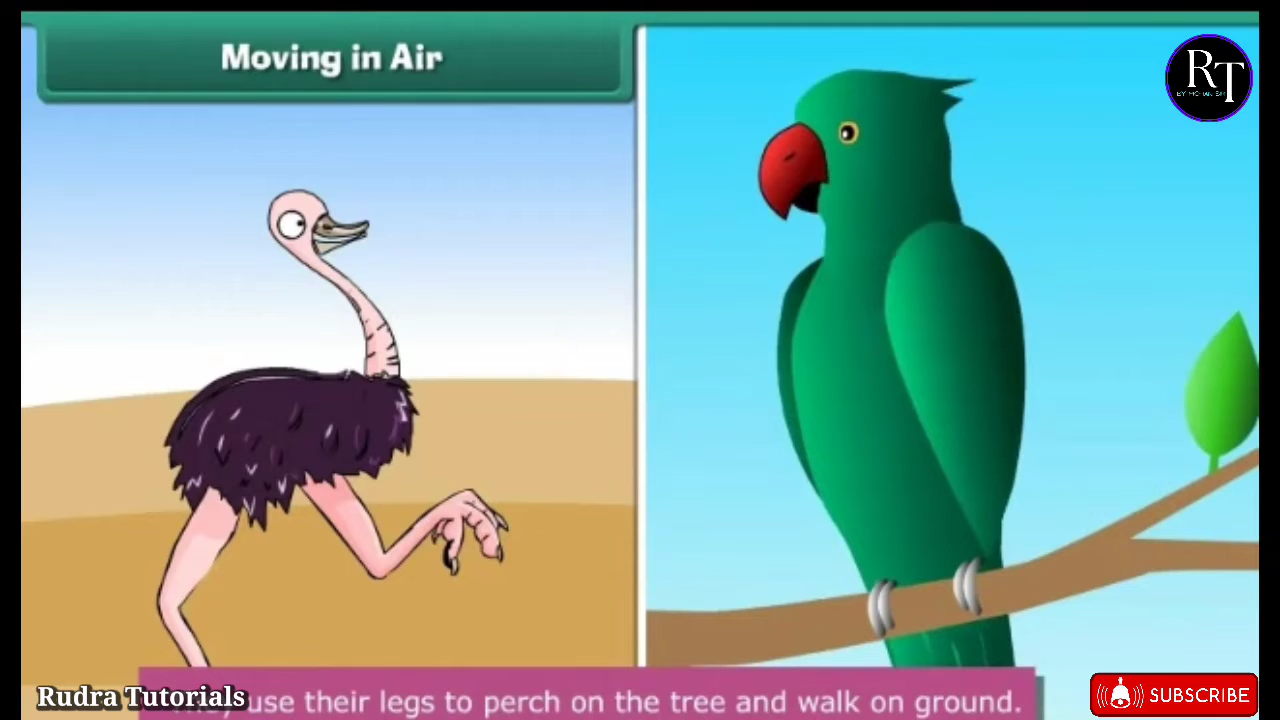 Moving in Air
RT
Rudra Tutorials
use their legs to perch on the tree and walk on ground.
SUBSCRIBE